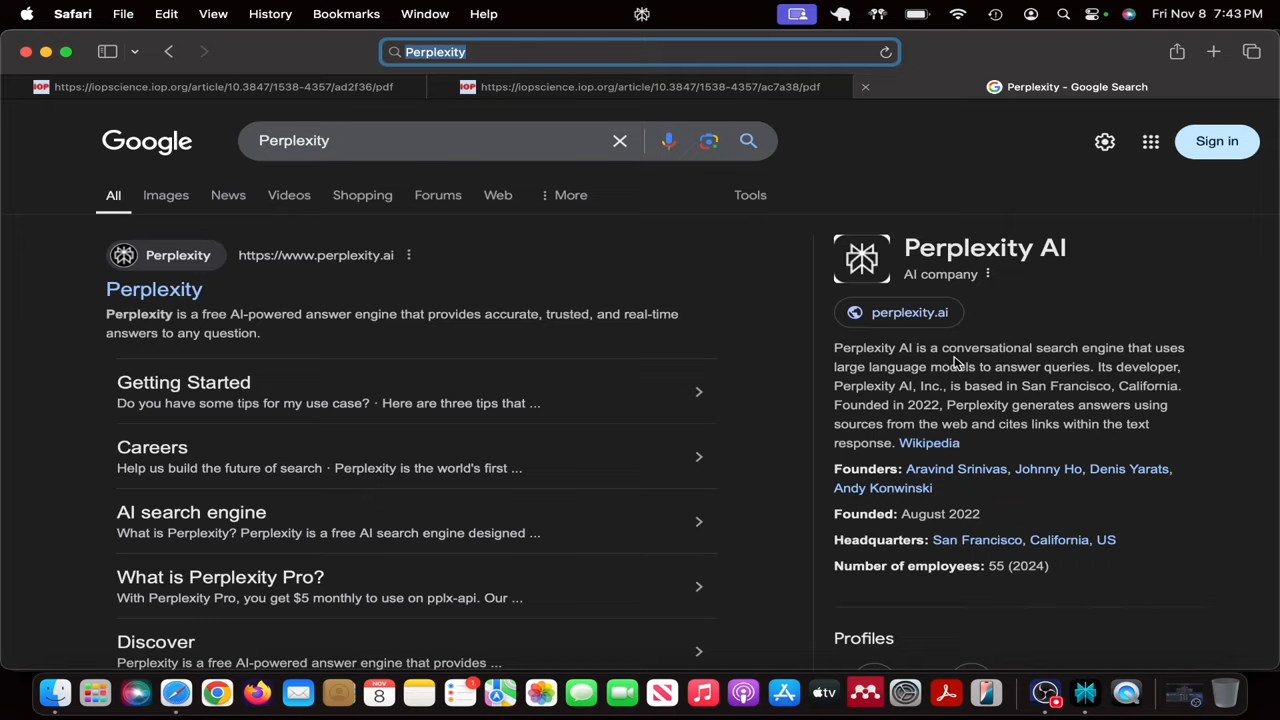 Safari File Edit View History Bookmarks Window Help Fri Nov 8 7:43 PM
Perplexity
IOP https://iopscience.iop.org/article/10.3847/1538-4357/ad2f36/pdf
IOP https://iopscience.iop.org/article/10.3847/1538-4357/ac7a38/pdf
Perplexity - Google Search
Google
Perplexity
Sign in
All Images News Videos Shopping Forums Web More Tools
Perplexity https://www.perplexity.ai
Perplexity
Perplexity is a free AI-powered answer engine that provides accurate, trusted, and real-time
answers to any question.
Getting Started
Do you have some tips for my use case? · Here are three tips that ...
Careers
Help us build the future of search · Perplexity is the world's first ...
AI search engine
What is Perplexity? Perplexity is a free AI search engine designed ...
What is Perplexity Pro?
With Perplexity Pro, you get $5 monthly to use on pplx-api. Our ...
Discover
Perplexity is a free AI-powered answer engine that provides ...
Perplexity AI
AI company
perplexity.ai
Perplexity AI is a conversational search engine that uses
large language models to answer queries. Its developer,
Perplexity AI, Inc., is based in San Francisco, California.
Founded in 2022, Perplexity generates answers using
sources from the web and cites links within the text
response. Wikipedia
Founders: Aravind Srinivas, Johnny Ho, Denis Yarats,
Andy Konwinski
Founded: August 2022
Headquarters: San Francisco, California, US
Number of employees: 55 (2024)
Profiles
NOV
8
1
tv